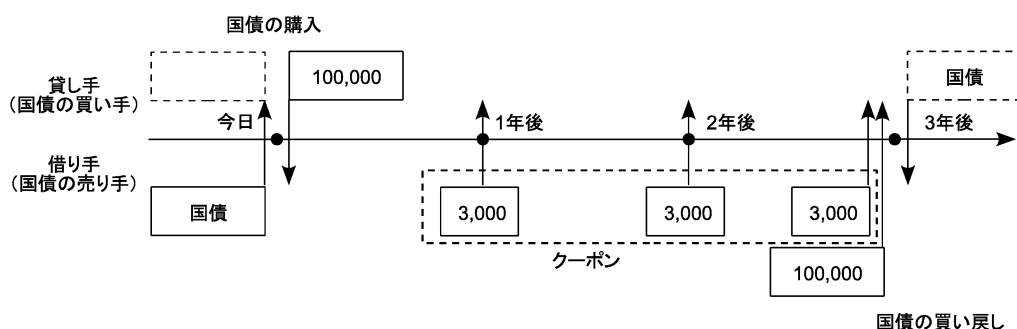 国債の購入
100,000
国債
貸し手
（国債の買い手）
今日
1年後
2年後
3年後
借り手
（国債の売り手）
国債
3,000
3,000
3,000
クーポン
100,000
国債の買い戻し